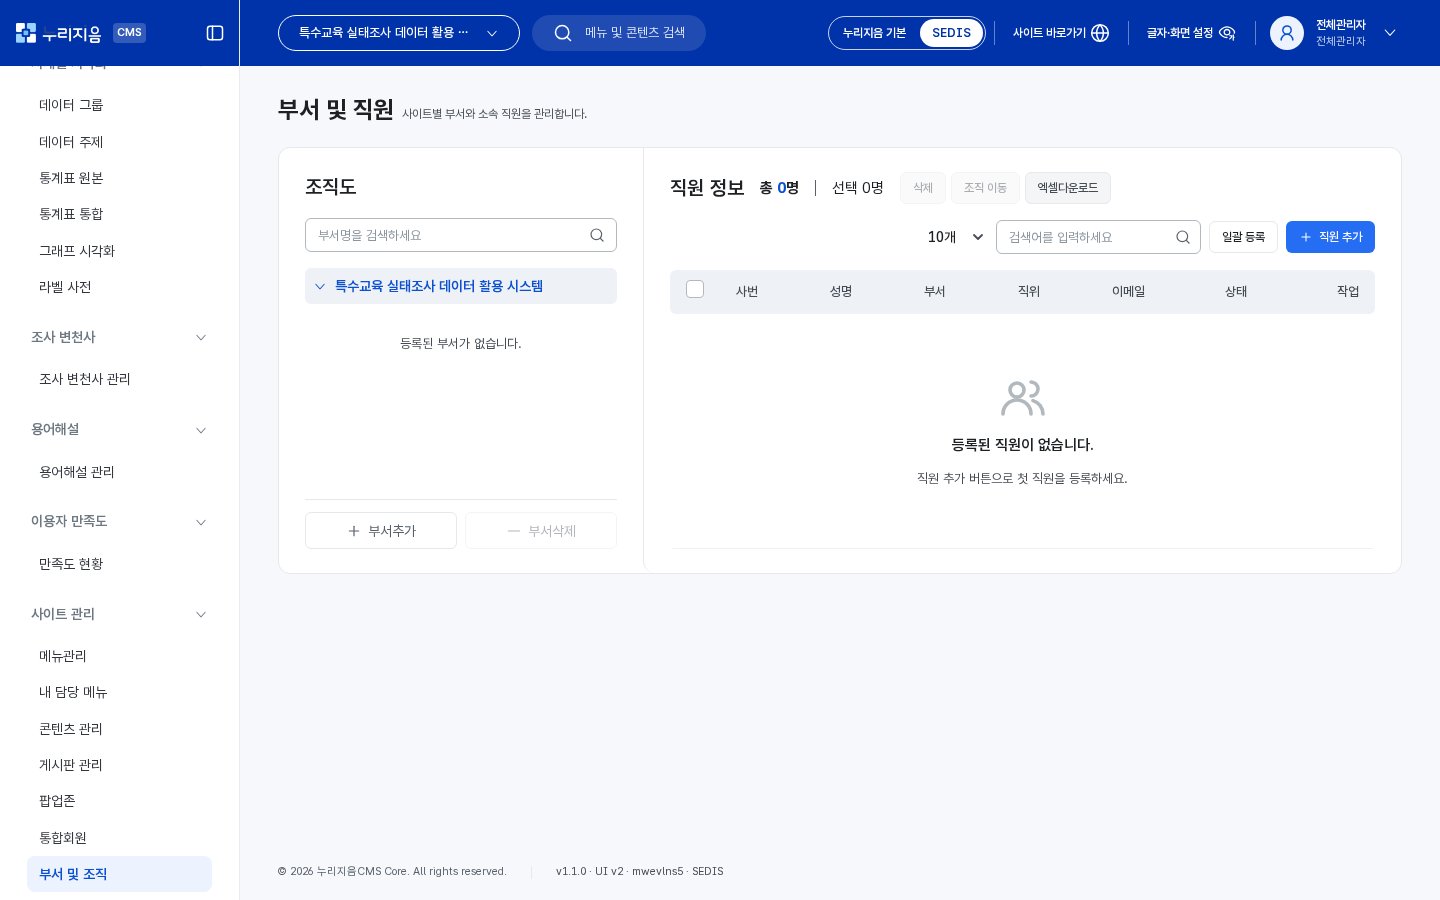 누리지음 CMS
특수교육 실태조사 데이터 활용 ···
메뉴 및 콘텐츠 검색
누리지음 기본
SEDIS
사이트 바로가기
글자·화면 설정
전체관리자
전체관리자
데이터 그룹
데이터 주제
통계표 원본
통계표 통합
그래프 시각화
라벨 사전
조사 변천사
조사 변천사 관리
용어해설
용어해설 관리
이용자 만족도
만족도 현황
사이트 관리
메뉴관리
내 담당 메뉴
콘텐츠 관리
게시판 관리
팝업존
통합회원
부서 및 조직
부서 및 직원 사이트별 부서와 소속 직원을 관리합니다.
조직도
부서명을 검색하세요
특수교육 실태조사 데이터 활용 시스템
등록된 부서가 없습니다.
부서추가
부서삭제
직원 정보 총 0명 선택 0명 삭제 조직 이동 엑셀다운로드
10개 검색어를 입력하세요 일괄 등록 직원 추가
사번 성명 부서 직위 이메일 상태 작업
등록된 직원이 없습니다.
직원 추가 버튼으로 첫 직원을 등록하세요.
© 2026 누리지음CMS Core. All rights reserved. v1.1.0 · UI v2 · mwevlns5 · SEDIS